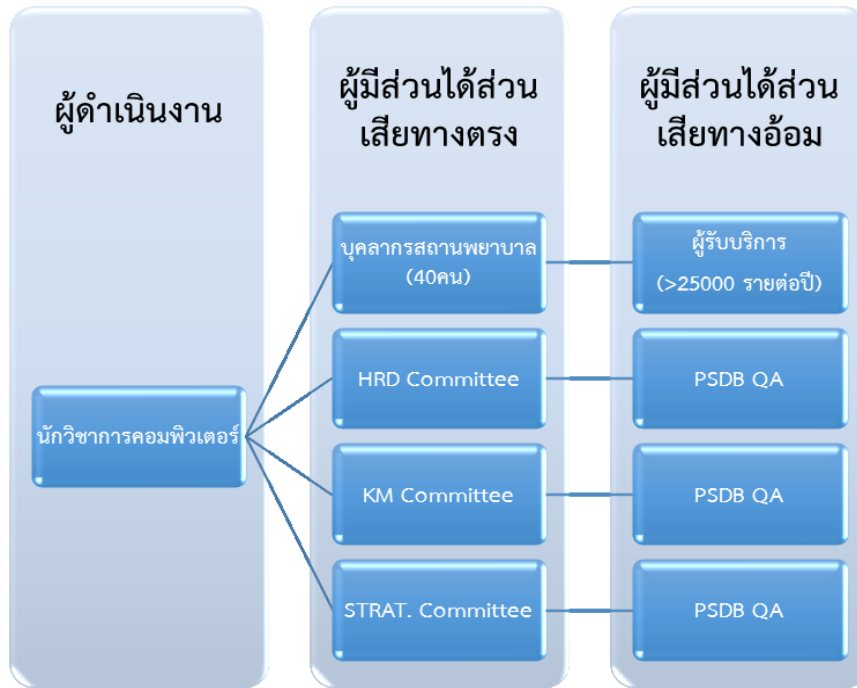 ผู้ดำเนินงาน
ผู้มีส่วนได้ส่วน
เสียทางตรง
ผู้มีส่วนได้ส่วน
เสียทางอ้อม
นักวิชาการคอมพิวเตอร์
บุคลากรสถานพยาบาล
(40คน)
ผู้รับบริการ
(>25000 รายต่อปี)
HRD Committee
PSDB QA
KM Committee
PSDB QA
STRAT. Committee
PSDB QA